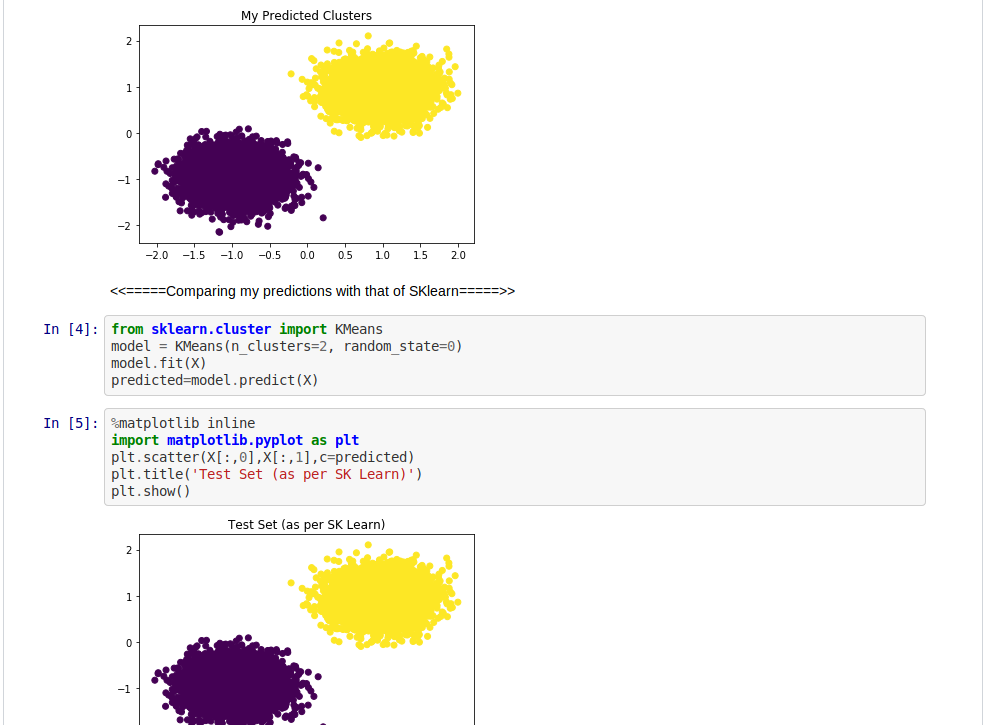 My Predicted Clusters
2
1
0
−1
−2
−2.0 −1.5 −1.0 −0.5 0.0 0.5 1.0 1.5 2.0
<<=====Comparing my predictions with that of SKlearn=====>>
In [4]: from sklearn.cluster import KMeans
model = KMeans(n_clusters=2, random_state=0)
model.fit(X)
predicted=model.predict(X)
In [5]: %matplotlib inline
import matplotlib.pyplot as plt
plt.scatter(X[:,0],X[:,1],c=predicted)
plt.title('Test Set (as per SK Learn)')
plt.show()
Test Set (as per SK Learn)
2
1
0
−1